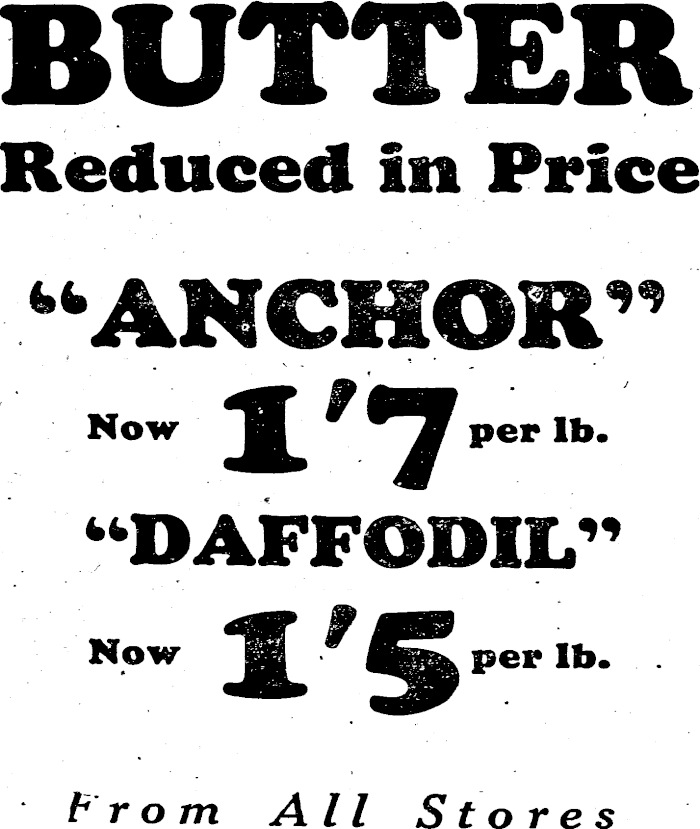 BUTTER
Reduced in Price
“ANCHOR”
Now 1'7 per lb.
“DAFFODIL”
Now 1'5 per lb.
From All Stores